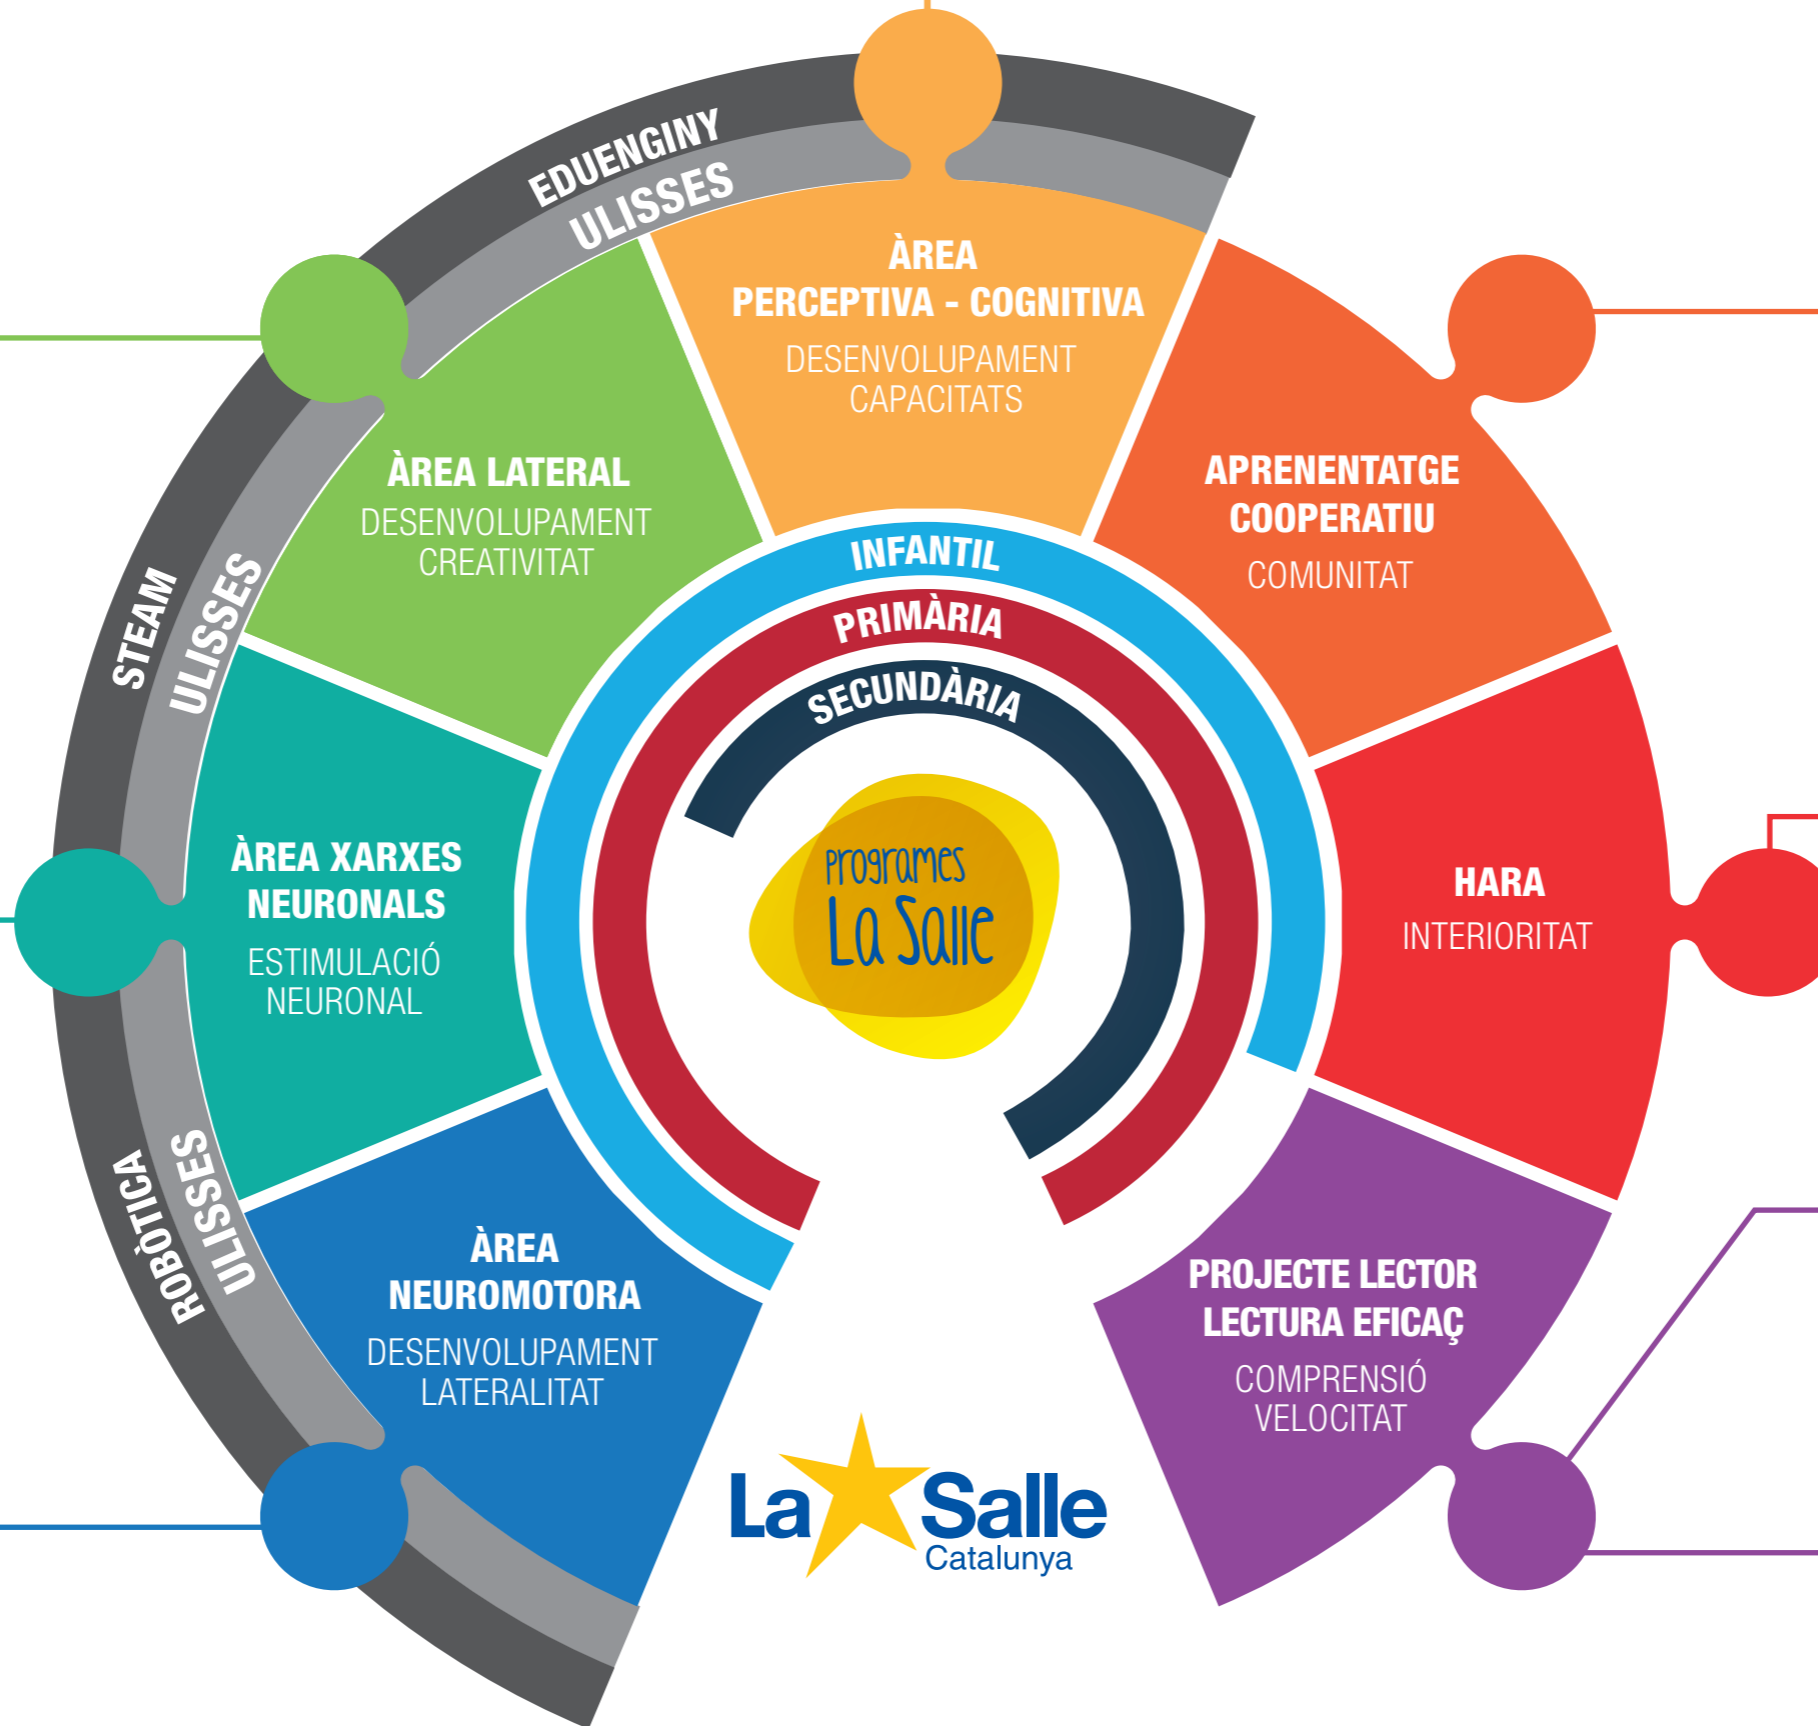 EDUENGINY
ULISSES
STEAM
ULISSES
ROBÒTICA
ULISSES
ÀREA
PERCEPTIVA - COGNITIVA
DESENVOLUPAMENT
CAPACITATS
ÀREA LATERAL
DESENVOLUPAMENT
CREATIVITAT
APRENENTATGE
COOPERATIU
COMUNITAT
INFANTIL
PRIMÀRIA
SECUNDÀRIA
programes
La Salle
ÀREA XARXES
NEURONALS
ESTIMULACIÓ
NEURONAL
HARA
INTERIORITAT
ÀREA
NEUROMOTORA
DESENVOLUPAMENT
LATERALITAT
PROJECTE LECTOR
LECTURA EFICAÇ
COMPRENSIÓ
VELOCITAT
La Salle
Catalunya